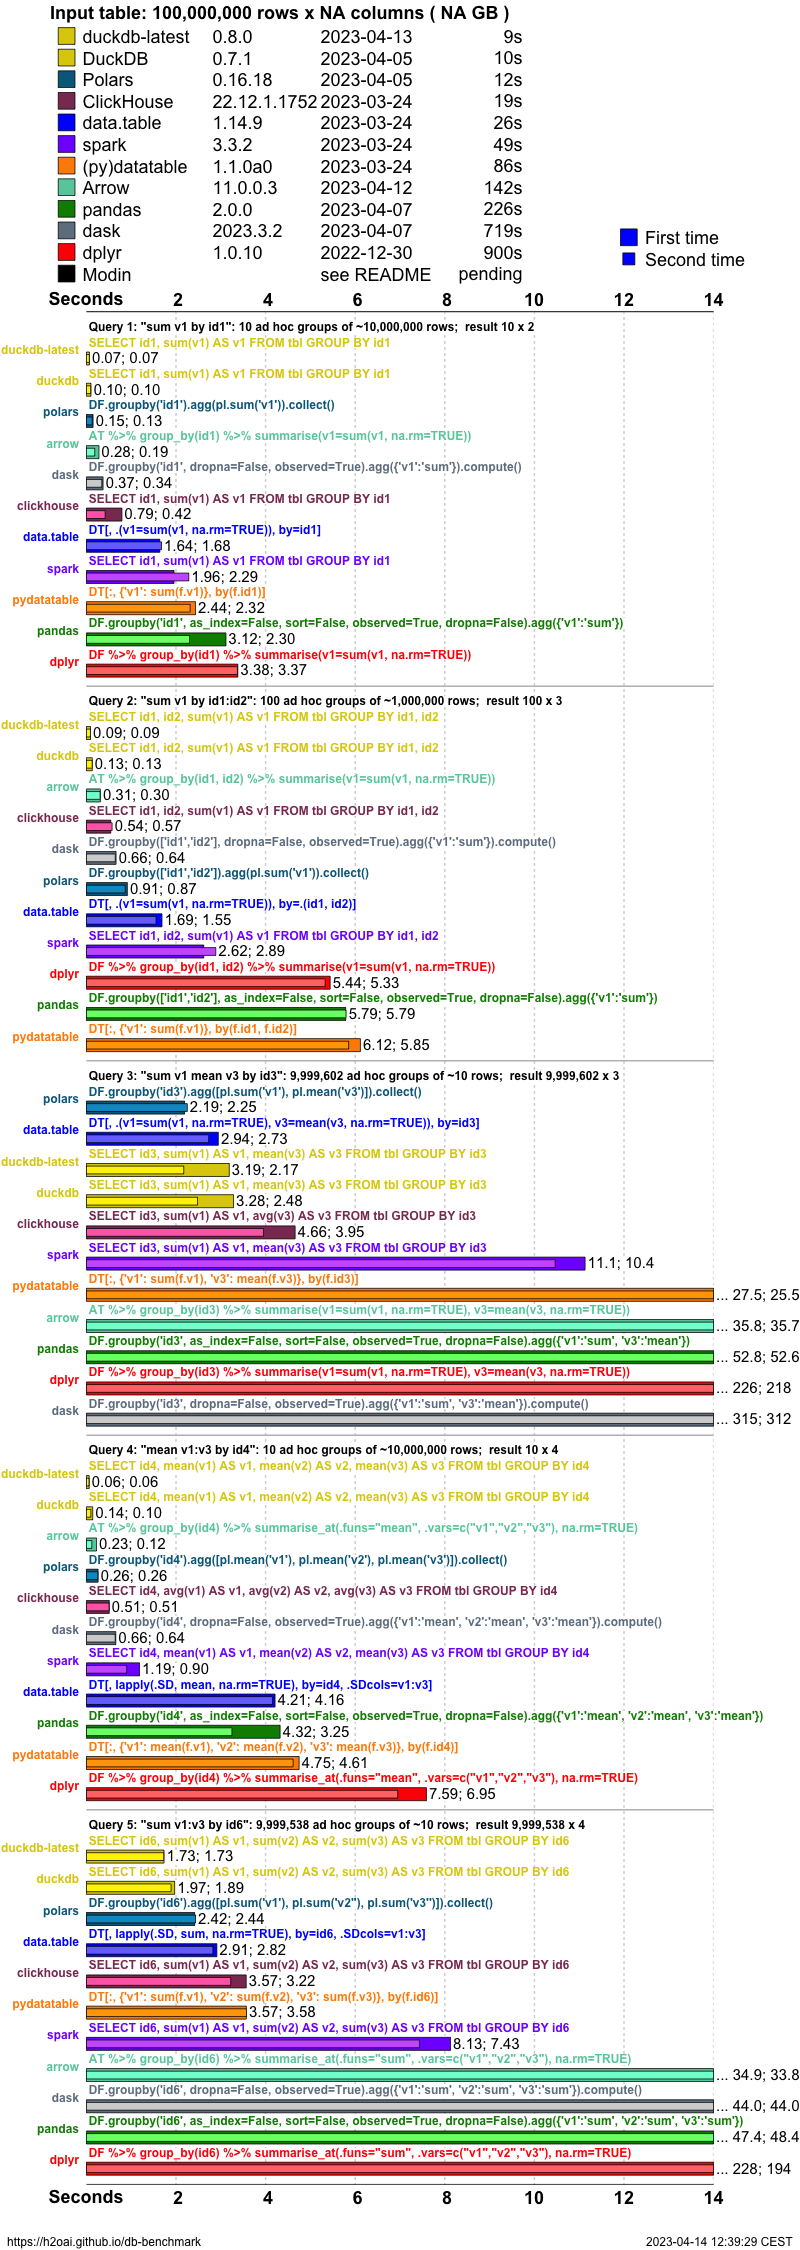 Input table: 100,000,000 rows x NA columns ( NA GB )
duckdb-latest 0.8.0 2023-04-13 9s
DuckDB 0.7.1 2023-04-05 10s
Polars 0.16.18 2023-04-05 12s
ClickHouse 22.12.1.1752 2023-03-24 19s
data.table 1.14.9 2023-03-24 26s
spark 3.3.2 2023-03-24 49s
(py)datatable 1.1.0a0 2023-03-24 86s
Arrow 11.0.0.3 2023-04-12 142s
pandas 2.0.0 2023-04-07 226s
dask 2023.3.2 2023-04-07 719s
dplyr 1.0.10 2022-12-30 900s
Modin see README pending
First time
Second time
Seconds 2 4 6 8 10 12 14
Query 1: "sum v1 by id1": 10 ad hoc groups of ~10,000,000 rows; result 10 x 2
SELECT id1, sum(v1) AS v1 FROM tbl GROUP BY id1
duckdb-latest 0.07; 0.07
SELECT id1, sum(v1) AS v1 FROM tbl GROUP BY id1
duckdb 0.10; 0.10
DF.groupby('id1').agg(pl.sum('v1')).collect()
polars 0.15; 0.13
AT %>% group_by(id1) %>% summarise(v1=sum(v1, na.rm=TRUE))
arrow 0.28; 0.19
DF.groupby('id1', dropna=False, observed=True).agg({'v1':'sum'}).compute()
dask 0.37; 0.34
SELECT id1, sum(v1) AS v1 FROM tbl GROUP BY id1
clickhouse 0.79; 0.42
DT[, .(v1=sum(v1, na.rm=TRUE)), by=id1]
data.table 1.64; 1.68
SELECT id1, sum(v1) AS v1 FROM tbl GROUP BY id1
spark 1.96; 2.29
DT[:, {'v1': sum(f.v1)}, by(f.id1)]
pydatatable 2.44; 2.32
DF.groupby('id1', as_index=False, sort=False, observed=True, dropna=False).agg({'v1':'sum'})
pandas 3.12; 2.30
DF %>% group_by(id1) %>% summarise(v1=sum(v1, na.rm=TRUE))
dplyr 3.38; 3.37
Query 2: "sum v1 by id1:id2": 100 ad hoc groups of ~1,000,000 rows; result 100 x 3
SELECT id1, id2, sum(v1) AS v1 FROM tbl GROUP BY id1, id2
duckdb-latest 0.09; 0.09
SELECT id1, id2, sum(v1) AS v1 FROM tbl GROUP BY id1, id2
duckdb 0.13; 0.13
AT %>% group_by(id1, id2) %>% summarise(v1=sum(v1, na.rm=TRUE))
arrow 0.31; 0.30
SELECT id1, id2, sum(v1) AS v1 FROM tbl GROUP BY id1, id2
clickhouse 0.54; 0.57
DF.groupby(['id1','id2'], dropna=False, observed=True).agg({'v1':'sum'}).compute()
dask 0.66; 0.64
DF.groupby(['id1','id2']).agg(pl.sum('v1')).collect()
polars 0.91; 0.87
DT[, .(v1=sum(v1, na.rm=TRUE)), by=.(id1, id2)]
data.table 1.69; 1.55
SELECT id1, id2, sum(v1) AS v1 FROM tbl GROUP BY id1, id2
spark 2.62; 2.89
DF %>% group_by(id1, id2) %>% summarise(v1=sum(v1, na.rm=TRUE))
dplyr 5.44; 5.33
DF.groupby(['id1','id2'], as_index=False, sort=False, observed=True, dropna=False).agg({'v1':'sum'})
pandas 5.79; 5.79
DT[:, {'v1': sum(f.v1)}, by(f.id1, f.id2)]
pydatatable 6.12; 5.85
Query 3: "sum v1 mean v3 by id3": 9,999,602 ad hoc groups of ~10 rows; result 9,999,602 x 3
DF.groupby('id3').agg([pl.sum('v1'), pl.mean('v3')]).collect()
polars 2.19; 2.25
DT[, .(v1=sum(v1, na.rm=TRUE), v3=mean(v3, na.rm=TRUE)), by=id3]
data.table 2.94; 2.73
SELECT id3, sum(v1) AS v1, mean(v3) AS v3 FROM tbl GROUP BY id3
duckdb-latest 3.19; 2.17
SELECT id3, sum(v1) AS v1, mean(v3) AS v3 FROM tbl GROUP BY id3
duckdb 3.28; 2.48
SELECT id3, sum(v1) AS v1, avg(v3) AS v3 FROM tbl GROUP BY id3
clickhouse 4.66; 3.95
SELECT id3, sum(v1) AS v1, mean(v3) AS v3 FROM tbl GROUP BY id3
spark 11.1; 10.4
DT[:, {'v1': sum(f.v1), 'v3': mean(f.v3)}, by(f.id3)]
pydatatable ... 27.5; 25.5
AT %>% group_by(id3) %>% summarise(v1=sum(v1, na.rm=TRUE), v3=mean(v3, na.rm=TRUE))
arrow ... 35.8; 35.7
DF.groupby('id3', as_index=False, sort=False, observed=True, dropna=False).agg({'v1':'sum', 'v3':'mean'})
pandas ... 52.8; 52.6
DF %>% group_by(id3) %>% summarise(v1=sum(v1, na.rm=TRUE), v3=mean(v3, na.rm=TRUE))
dplyr ... 226; 218
DF.groupby('id3', dropna=False, observed=True).agg({'v1':'sum', 'v3':'mean'}).compute()
dask ... 315; 312
Query 4: "mean v1:v3 by id4": 10 ad hoc groups of ~10,000,000 rows; result 10 x 4
SELECT id4, mean(v1) AS v1, mean(v2) AS v2, mean(v3) AS v3 FROM tbl GROUP BY id4
duckdb-latest 0.06; 0.06
SELECT id4, mean(v1) AS v1, mean(v2) AS v2, mean(v3) AS v3 FROM tbl GROUP BY id4
duckdb 0.14; 0.10
AT %>% group_by(id4) %>% summarise_at(.funs="mean", .vars=c("v1","v2","v3"), na.rm=TRUE)
arrow 0.23; 0.12
DF.groupby('id4').agg([pl.mean('v1'), pl.mean('v2'), pl.mean('v3')]).collect()
polars 0.26; 0.26
SELECT id4, avg(v1) AS v1, avg(v2) AS v2, avg(v3) AS v3 FROM tbl GROUP BY id4
clickhouse 0.51; 0.51
DF.groupby('id4', dropna=False, observed=True).agg({'v1':'mean', 'v2':'mean', 'v3':'mean'}).compute()
dask 0.66; 0.64
SELECT id4, mean(v1) AS v1, mean(v2) AS v2, mean(v3) AS v3 FROM tbl GROUP BY id4
spark 1.19; 0.90
DT[, lapply(.SD, mean, na.rm=TRUE), by=id4, .SDcols=v1:v3]
data.table 4.21; 4.16
DF.groupby('id4', as_index=False, sort=False, observed=True, dropna=False).agg({'v1':'mean', 'v2':'mean', 'v3':'mean'})
pandas 4.32; 3.25
DT[:, {'v1': mean(f.v1), 'v2': mean(f.v2), 'v3': mean(f.v3)}, by(f.id4)]
pydatatable 4.75; 4.61
DF %>% group_by(id4) %>% summarise_at(.funs="mean", .vars=c("v1","v2","v3"), na.rm=TRUE)
dplyr 7.59; 6.95
Query 5: "sum v1:v3 by id6": 9,999,538 ad hoc groups of ~10 rows; result 9,999,538 x 4
SELECT id6, sum(v1) AS v1, sum(v2) AS v2, sum(v3) AS v3 FROM tbl GROUP BY id6
duckdb-latest 1.73; 1.73
SELECT id6, sum(v1) AS v1, sum(v2) AS v2, sum(v3) AS v3 FROM tbl GROUP BY id6
duckdb 1.97; 1.89
DF.groupby('id6').agg([pl.sum('v1'), pl.sum('v2''), pl.sum('v3'')]).collect()
polars 2.42; 2.44
DT[, lapply(.SD, sum, na.rm=TRUE), by=id6, .SDcols=v1:v3]
data.table 2.91; 2.82
SELECT id6, sum(v1) AS v1, sum(v2) AS v2, sum(v3) AS v3 FROM tbl GROUP BY id6
clickhouse 3.57; 3.22
DT[:, {'v1': sum(f.v1), 'v2': sum(f.v2), 'v3': sum(f.v3)}, by(f.id6)]
pydatatable 3.57; 3.58
SELECT id6, sum(v1) AS v1, sum(v2) AS v2, sum(v3) AS v3 FROM tbl GROUP BY id6
spark 8.13; 7.43
AT %>% group_by(id6) %>% summarise_at(.funs="sum", .vars=c("v1","v2","v3"), na.rm=TRUE)
arrow ... 34.9; 33.8
DF.groupby('id6', dropna=False, observed=True).agg({'v1':'sum', 'v2':'sum', 'v3':'sum'}).compute()
dask ... 44.0; 44.0
DF.groupby('id6', as_index=False, sort=False, observed=True, dropna=False).agg({'v1':'sum', 'v2':'sum', 'v3':'sum'})
pandas ... 47.4; 48.4
DF %>% group_by(id6) %>% summarise_at(.funs="sum", .vars=c("v1","v2","v3"), na.rm=TRUE)
dplyr ... 228; 194
Seconds 2 4 6 8 10 12 14
https://h2oai.github.io/db-benchmark 2023-04-14 12:39:29 CEST